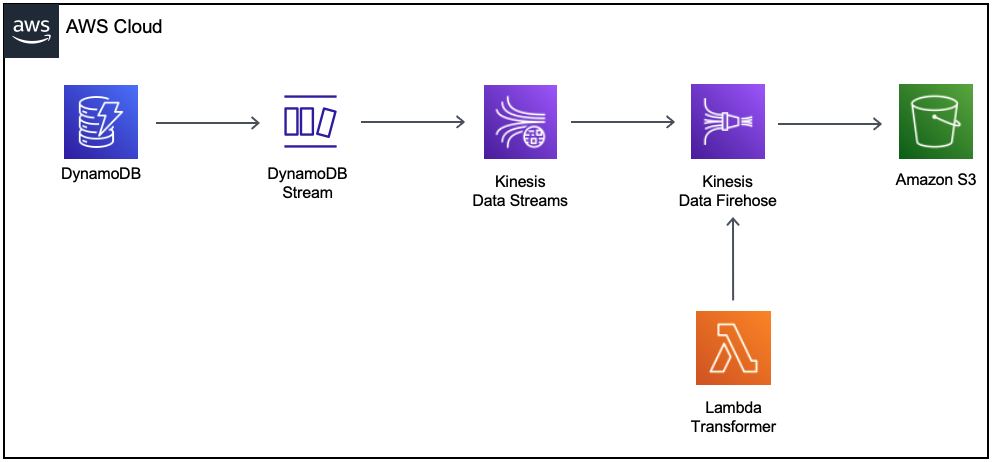 aws
AWS Cloud
DynamoDB
DynamoDB
Stream
Kinesis
Data Streams
Kinesis
Data Firehose
Amazon S3
Lambda
Transformer